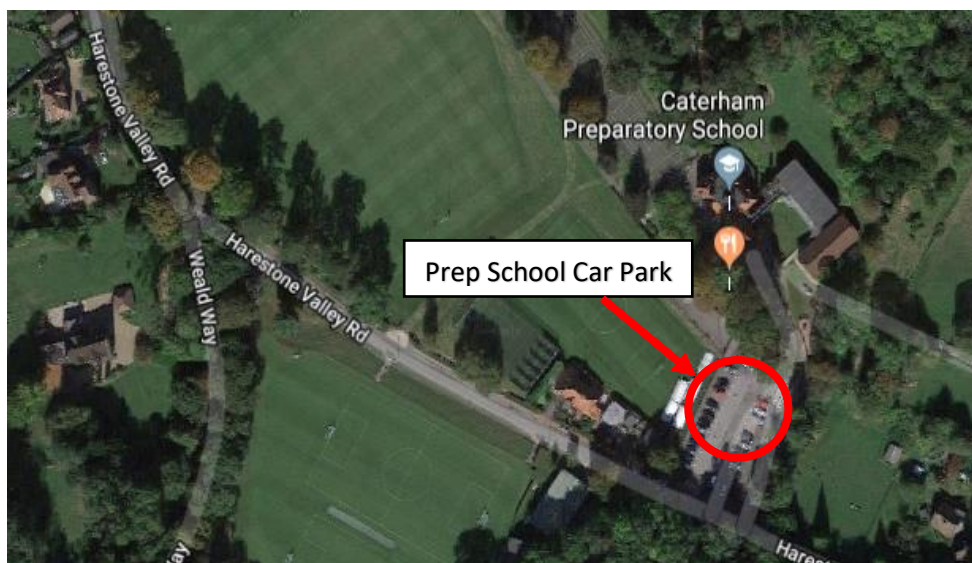 Harestone Valley Rd
Caterham
Preparatory School
Weald Way
Harestone Valley Rd
Prep School Car Park